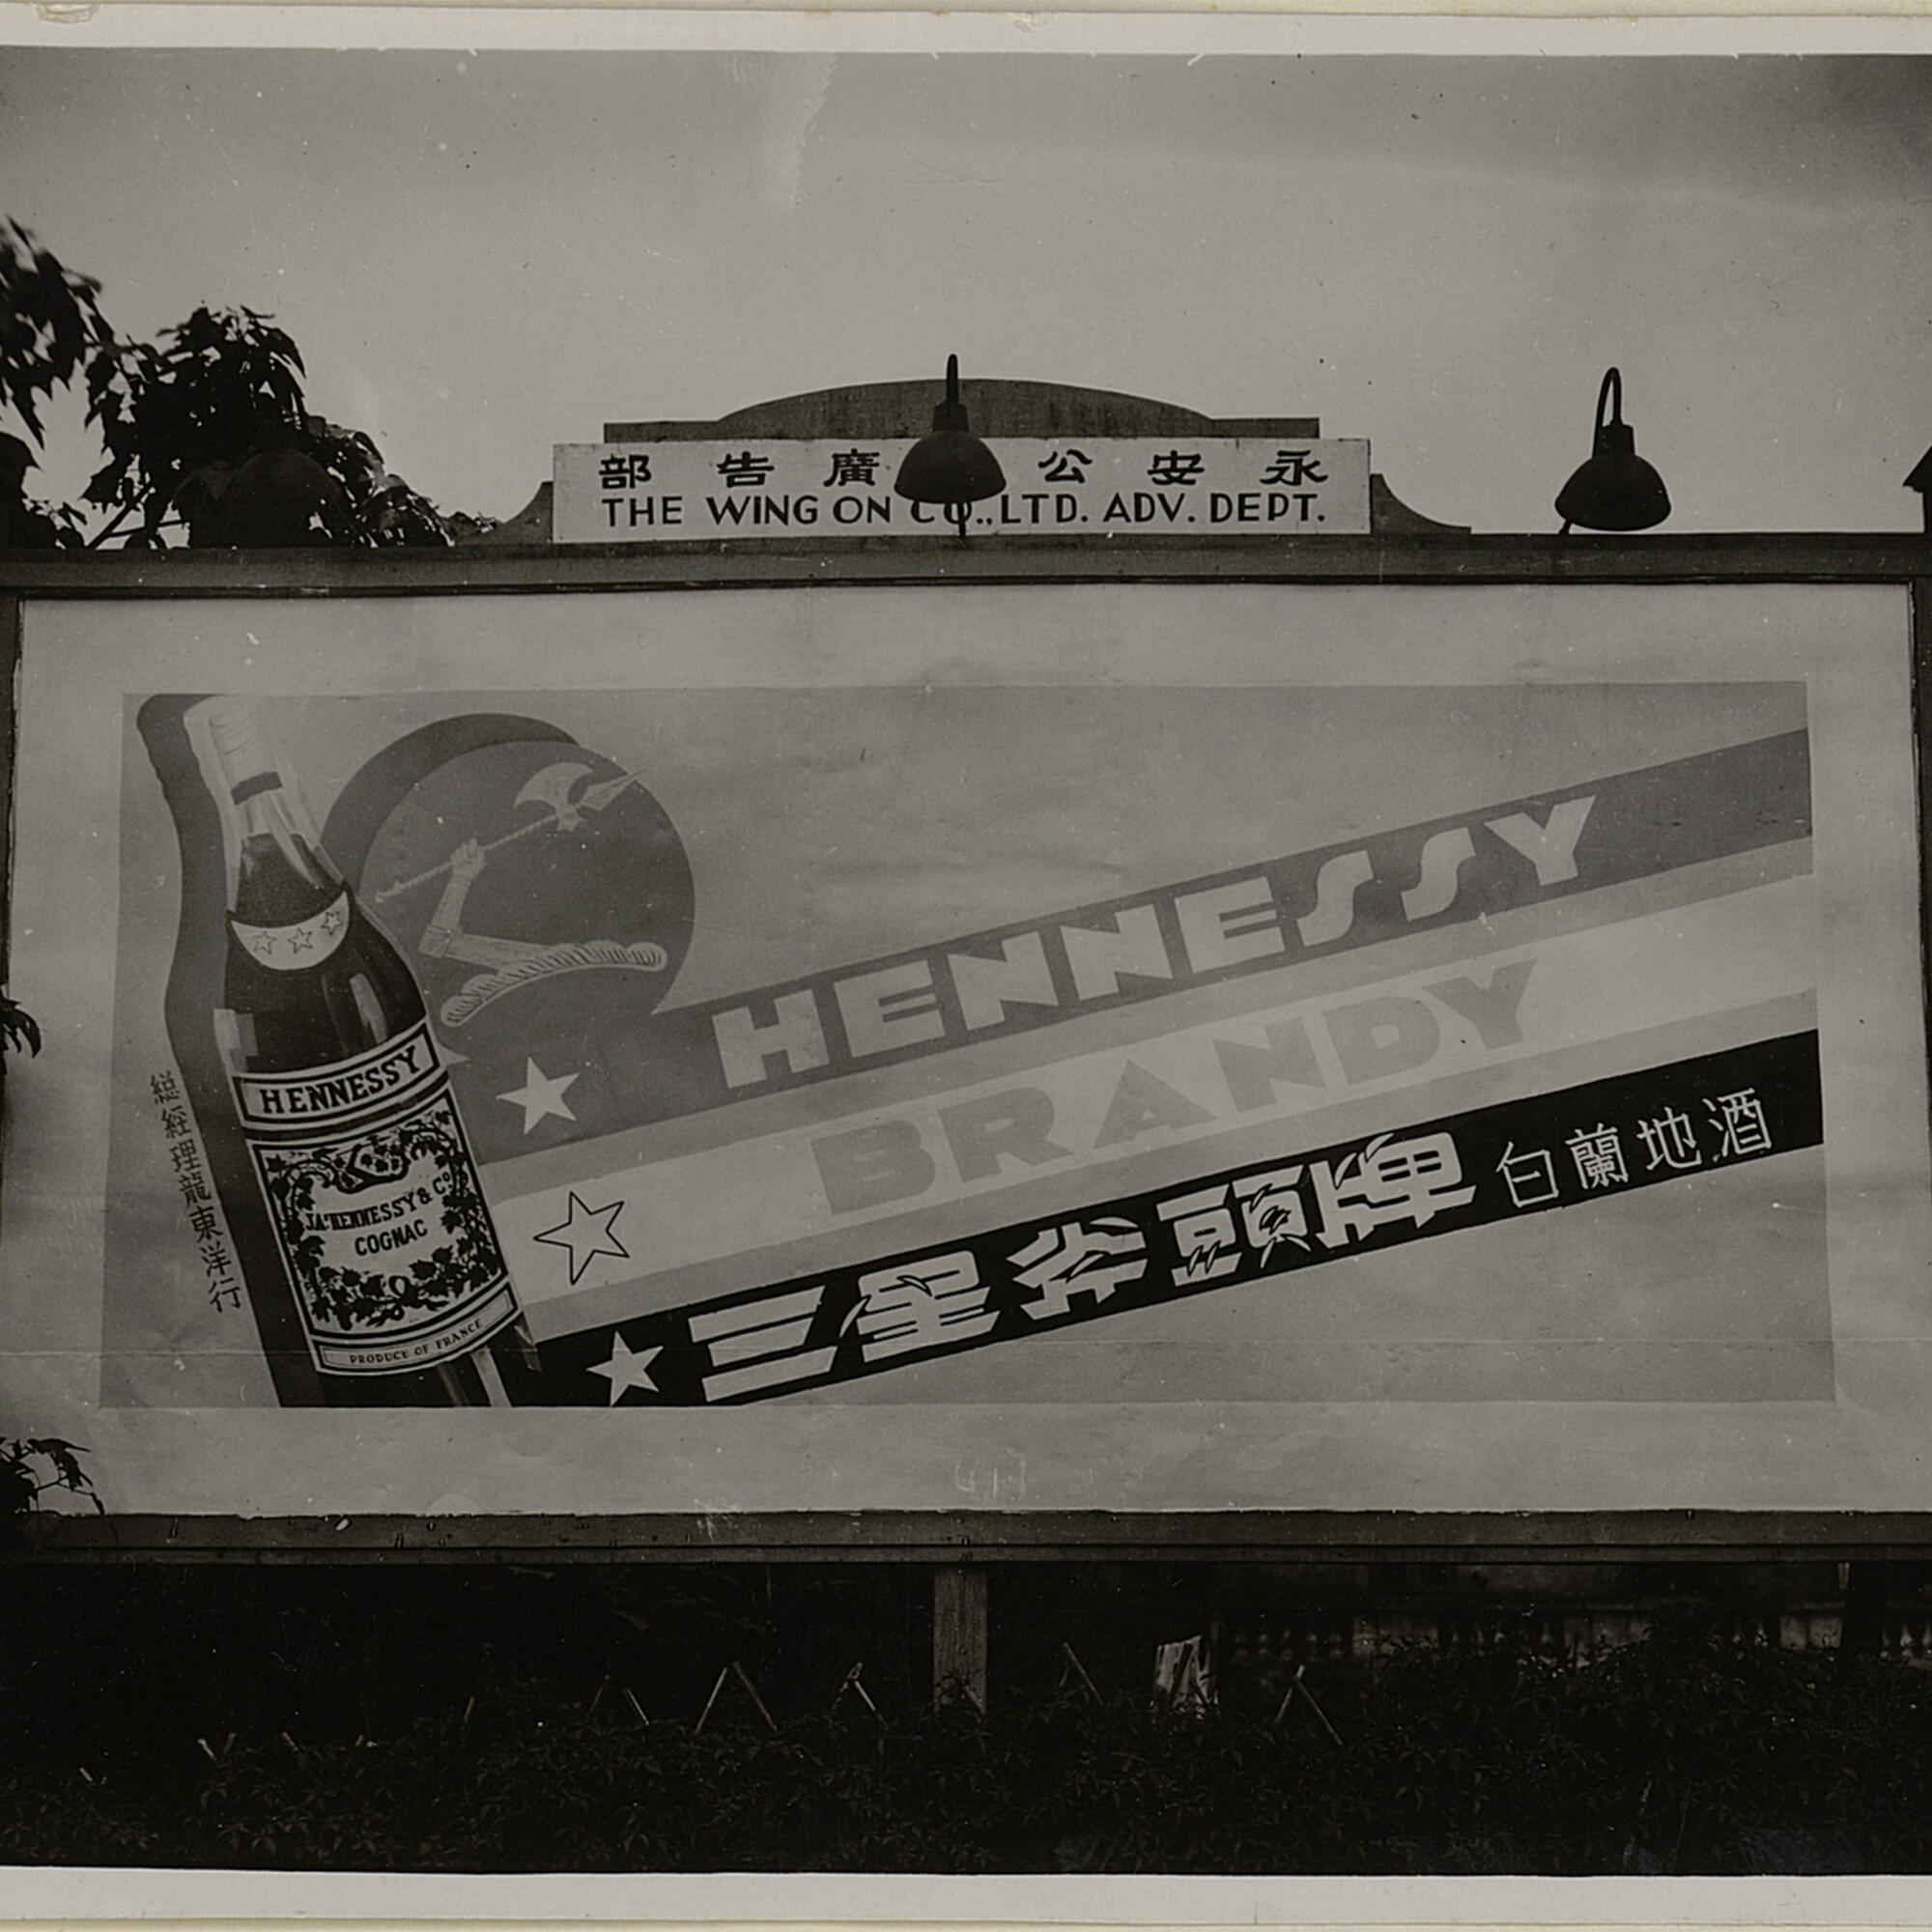 永安公廣告部
THE WING ON CO.,LTD. ADV. DEPT.
HENNESSY
BRANDY
三星斧頭牌 白蘭地酒
HENNESSY
JAS HENNESSY & Cº
COGNAC
PRODUCE OF FRANCE
總經理龍東洋行